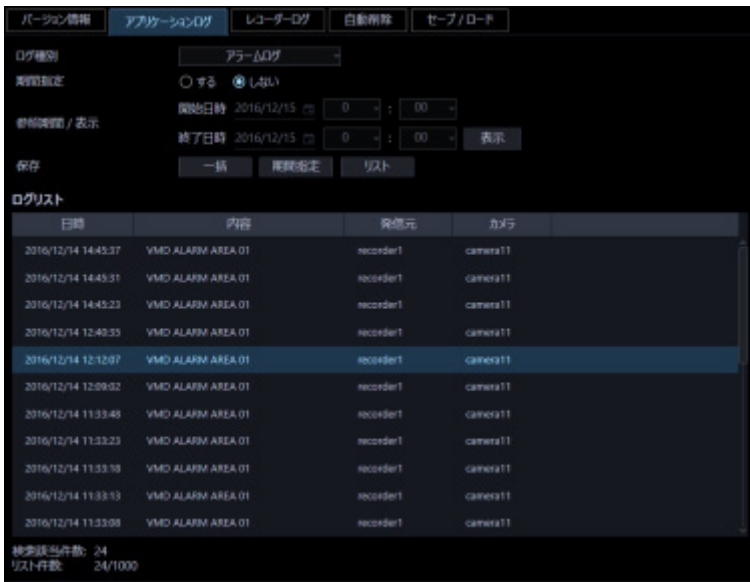 バージョン情報 アプリケーションログ レコーダーログ 自動削除 セーブ / ロード
ログ種別 アラームログ
期間指定 する しない
開始日時 2016/12/15 0 : 00
参照期間 / 表示
終了日時 2016/12/15 0 : 00 表示
保存 一括 期間指定 リスト
ログリスト
日時 内容 発信元 カメラ
2016/12/14 14:45:37 VMD ALARM AREA 01 recorder1 camera11
2016/12/14 14:45:31 VMD ALARM AREA 01 recorder1 camera11
2016/12/14 14:45:23 VMD ALARM AREA 01 recorder1 camera11
2016/12/14 12:40:35 VMD ALARM AREA 01 recorder1 camera11
2016/12/14 12:12:07 VMD ALARM AREA 01 recorder1 camera11
2016/12/14 12:09:02 VMD ALARM AREA 01 recorder1 camera11
2016/12/14 11:33:48 VMD ALARM AREA 01 recorder1 camera11
2016/12/14 11:33:23 VMD ALARM AREA 01 recorder1 camera11
2016/12/14 11:33:18 VMD ALARM AREA 01 recorder1 camera11
2016/12/14 11:33:13 VMD ALARM AREA 01 recorder1 camera11
2016/12/14 11:33:08 VMD ALARM AREA 01 recorder1 camera11
検索該当件数: 24
リスト件数: 24/1000